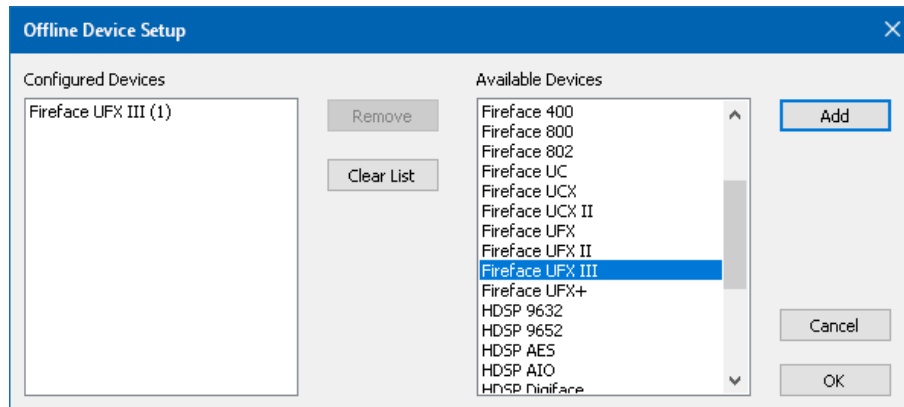 Offline Device Setup
Configured Devices
Fireface UFX III (1)
Remove
Clear List
Available Devices
Fireface 400
Fireface 800
Fireface 802
Fireface UC
Fireface UCX
Fireface UCX II
Fireface UFX
Fireface UFX II
Fireface UFX III
Fireface UFX+
HDSP 9632
HDSP 9652
HDSP AES
HDSP AIO
HDSP Digiface
Add
Cancel
OK